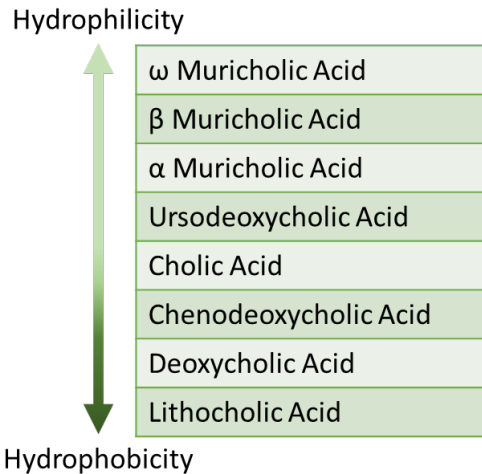 Hydrophilicity
ω Muricholic Acid
β Muricholic Acid
α Muricholic Acid
Ursodeoxycholic Acid
Cholic Acid
Chenodeoxycholic Acid
Deoxycholic Acid
Lithocholic Acid
Hydrophobicity